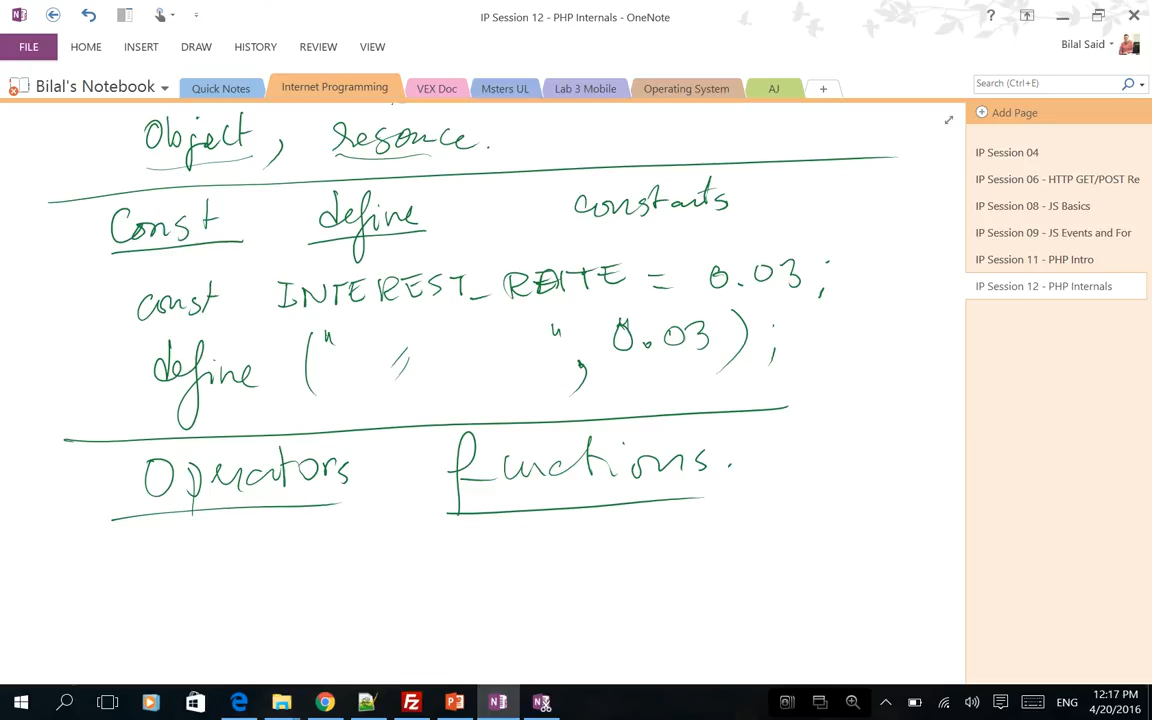 IP Session 12 - PHP Internals - OneNote
?
FILE HOME INSERT DRAW HISTORY REVIEW VIEW
Bilal Said
Bilal's Notebook
Quick Notes Internet Programming VEX Doc Msters UL Lab 3 Mobile Operating System AJ +
Search (Ctrl+E)
Add Page
IP Session 04
IP Session 06 - HTTP GET/POST Re
IP Session 08 - JS Basics
IP Session 09 - JS Events and For
IP Session 11 - PHP Intro
IP Session 12 - PHP Internals
Object, resource.
Const define constants
const INTEREST_RATE = 0.03;
define (" // ", 0.03);
Operators functions.
ENG
12:17 PM
4/20/2016